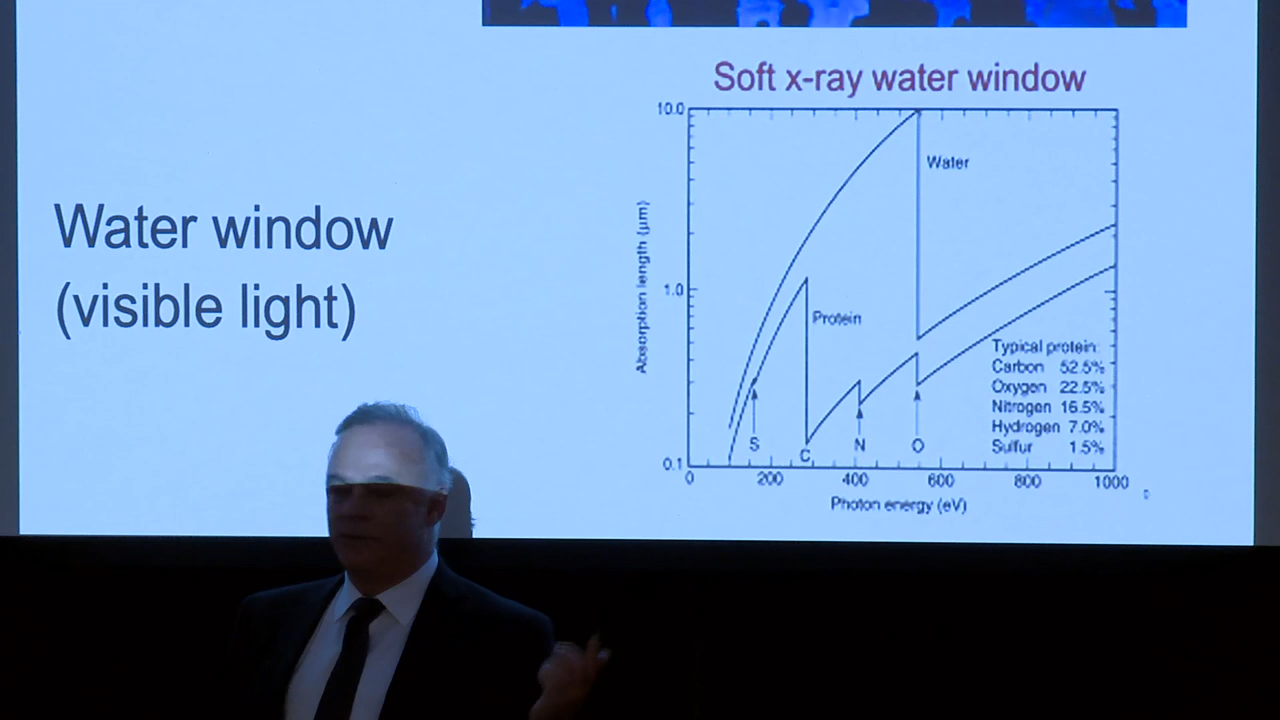 Soft x-ray water window
Water window
(visible light)
10.0
1.0
0.1
Absorption length (μm)
Water
Protein
S
C
N
O
Typical protein:
Carbon 52.5%
Oxygen 22.5%
Nitrogen 16.5%
Hydrogen 7.0%
Sulfur 1.5%
0 200 400 600 800 1000
Photon energy (eV)